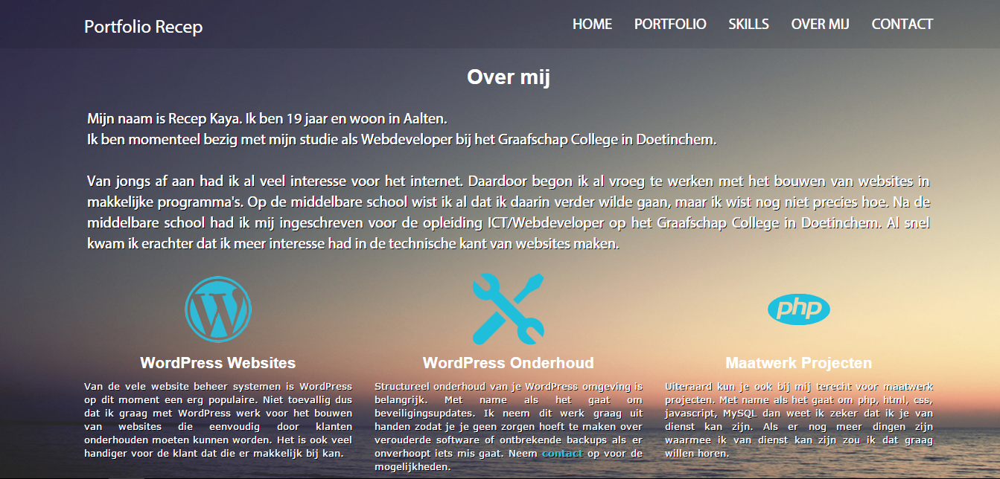 Portfolio Recep
HOME PORTFOLIO SKILLS OVER MIJ CONTACT
Over mij
Mijn naam is Recep Kaya. Ik ben 19 jaar en woon in Aalten.
Ik ben momenteel bezig met mijn studie als Webdeveloper bij het Graafschap College in Doetinchem.
Van jongs af aan had ik al veel interesse voor het internet. Daardoor begon ik al vroeg te werken met het bouwen van websites in
makkelijke programma's. Op de middelbare school wist ik al dat ik daarin verder wilde gaan, maar ik wist nog niet precies hoe. Na de
middelbare school had ik mij ingeschreven voor de opleiding ICT/Webdeveloper op het Graafschap College in Doetinchem. Al snel
kwam ik erachter dat ik meer interesse had in de technische kant van websites maken.
WordPress Websites
Van de vele website beheer systemen is WordPress
op dit moment een erg populaire. Niet toevallig dus
dat ik graag met WordPress werk voor het bouwen
van websites die eenvoudig door klanten
onderhouden moeten kunnen worden. Het is ook veel
handiger voor de klant dat die er makkelijk bij kan.
WordPress Onderhoud
Structureel onderhoud van je WordPress omgeving is
belangrijk. Met name als het gaat om
beveiligingsupdates. Ik neem dit werk graag uit
handen zodat je je geen zorgen hoeft te maken over
verouderde software of ontbrekende backups als er
onverhoopt iets mis gaat. Neem contact op voor de
mogelijkheden.
php
Maatwerk Projecten
Uiteraard kun je ook bij mij terecht voor maatwerk
projecten. Met name als het gaat om php, html, css,
javascript, MySQL dan weet ik zeker dat ik je van
dienst kan zijn. Als er nog meer dingen zijn
waarmee ik van dienst kan zijn zou ik dat graag
willen horen.